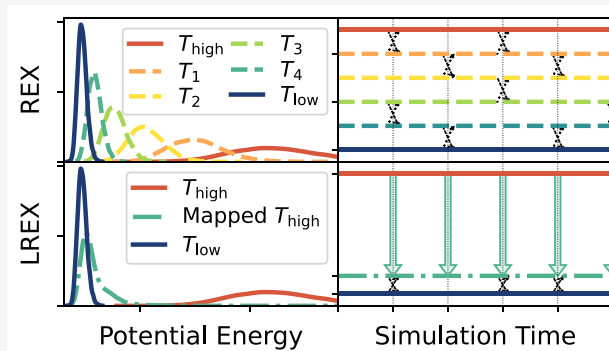 REX
T_high
T_1
T_2
T_3
T_4
T_low
LREX
T_high
Mapped T_high
T_low
Potential Energy
Simulation Time